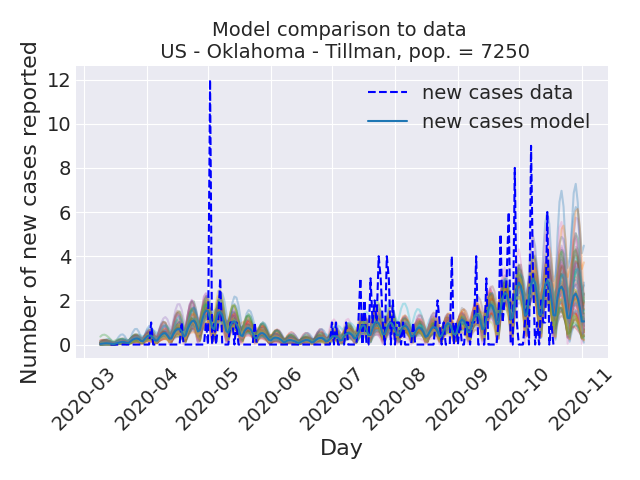 Model comparison to data
US - Oklahoma - Tillman, pop. = 7250
new cases data
new cases model
Number of new cases reported
12
10
8
6
4
2
0
2020-03
2020-04
2020-05
2020-06
2020-07
2020-08
2020-09
2020-10
2020-11
Day